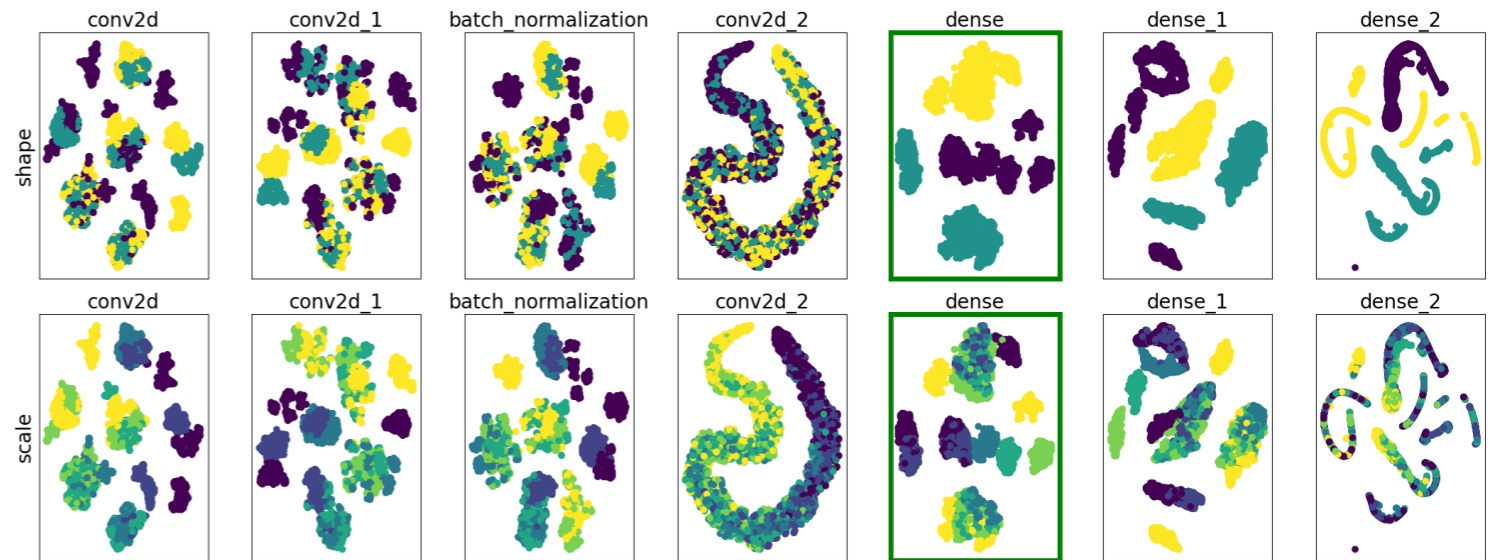 conv2d conv2d_1 batch_normalization conv2d_2 dense dense_1 dense_2
shape
conv2d conv2d_1 batch_normalization conv2d_2 dense dense_1 dense_2
scale